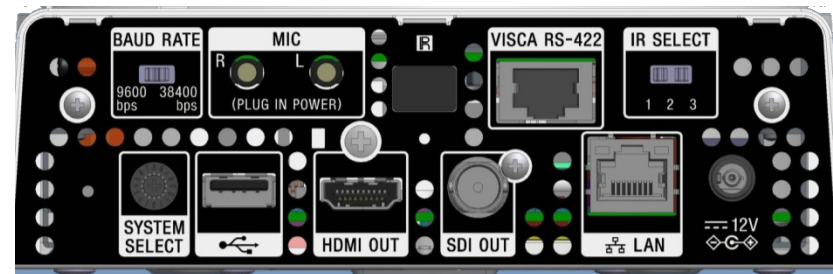 BAUD RATE
9600 bps
38400 bps
MIC
R
L
(PLUG IN POWER)
IR
VISCA RS-422
IR SELECT
1 2 3
SYSTEM
SELECT
HDMI OUT
SDI OUT
LAN
12V